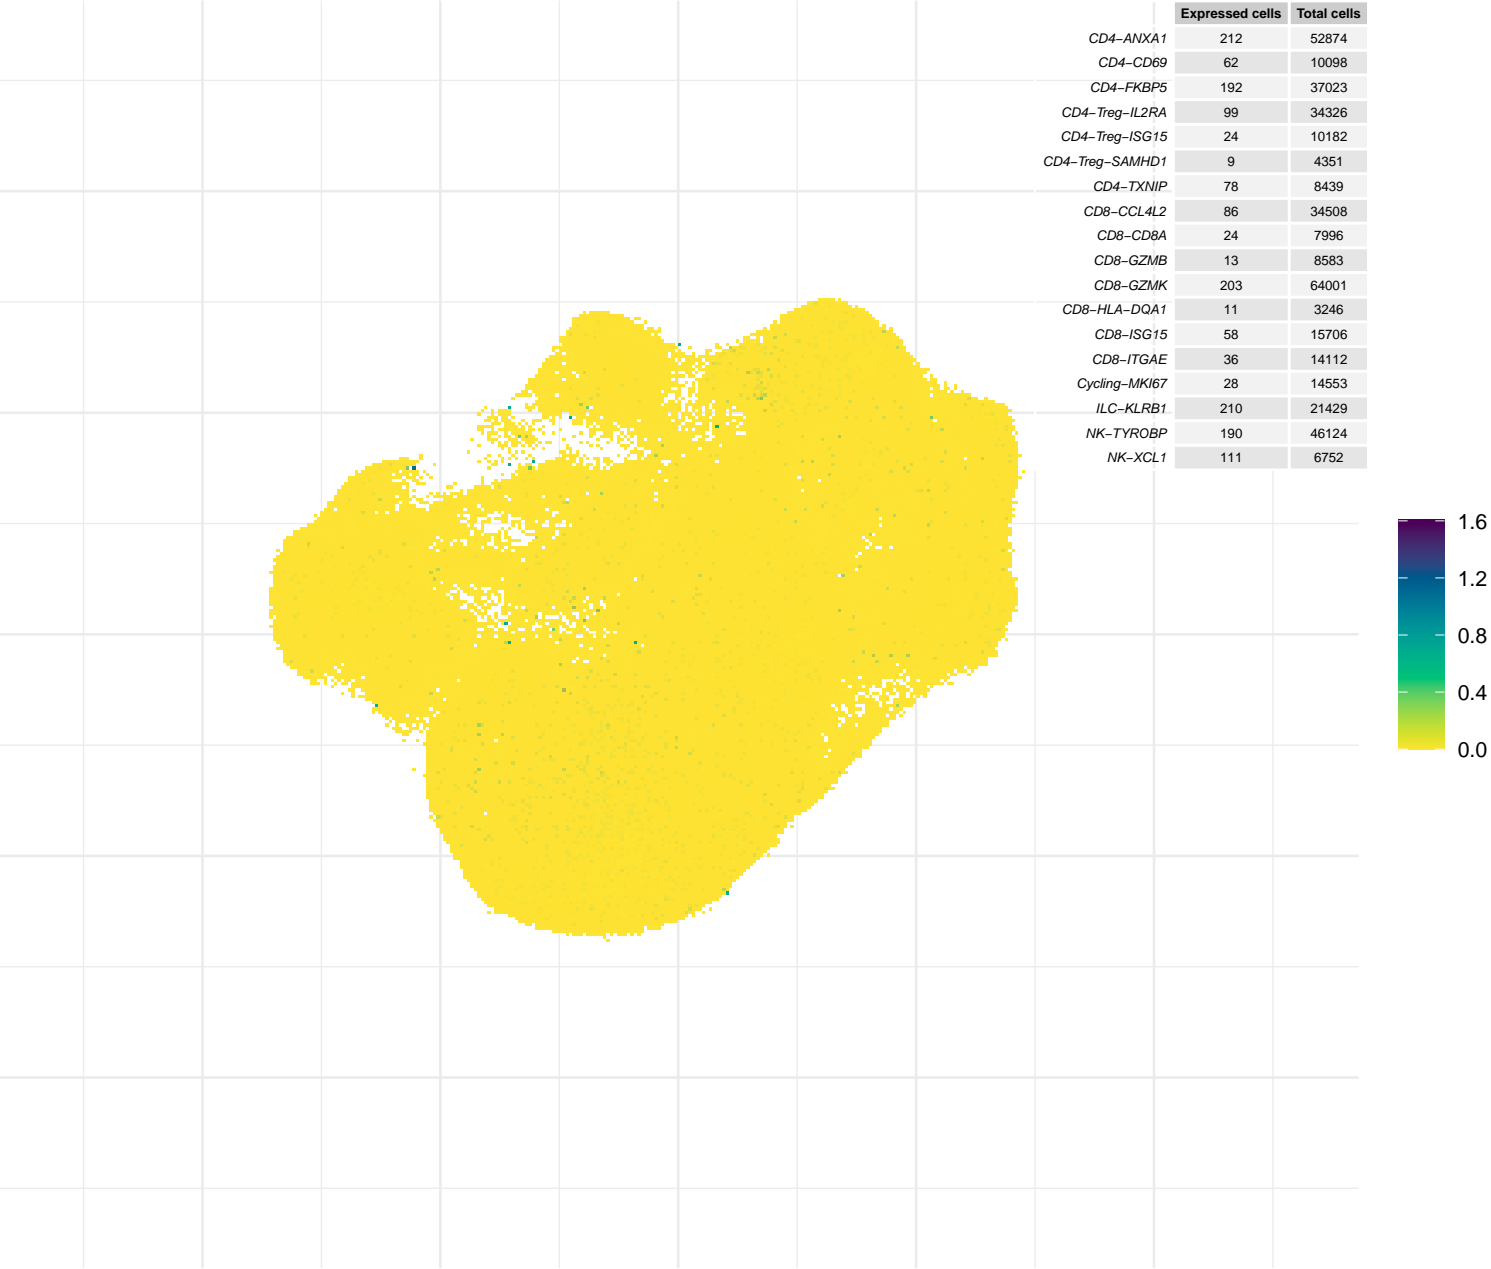 Expressed cells Total cells
CD4−ANXA1 212 52874
CD4−CD69 62 10098
CD4−FKBP5 192 37023
CD4−Treg−IL2RA 99 34326
CD4−Treg−ISG15 24 10182
CD4−Treg−SAMHD1 9 4351
CD4−TXNIP 78 8439
CD8−CCL4L2 86 34508
CD8−CD8A 24 7996
CD8−GZMB 13 8583
CD8−GZMK 203 64001
CD8−HLA−DQA1 11 3246
CD8−ISG15 58 15706
CD8−ITGAE 36 14112
Cycling−MKI67 28 14553
ILC−KLRB1 210 21429
NK−TYROBP 190 46124
NK−XCL1 111 6752
1.6
1.2
0.8
0.4
0.0